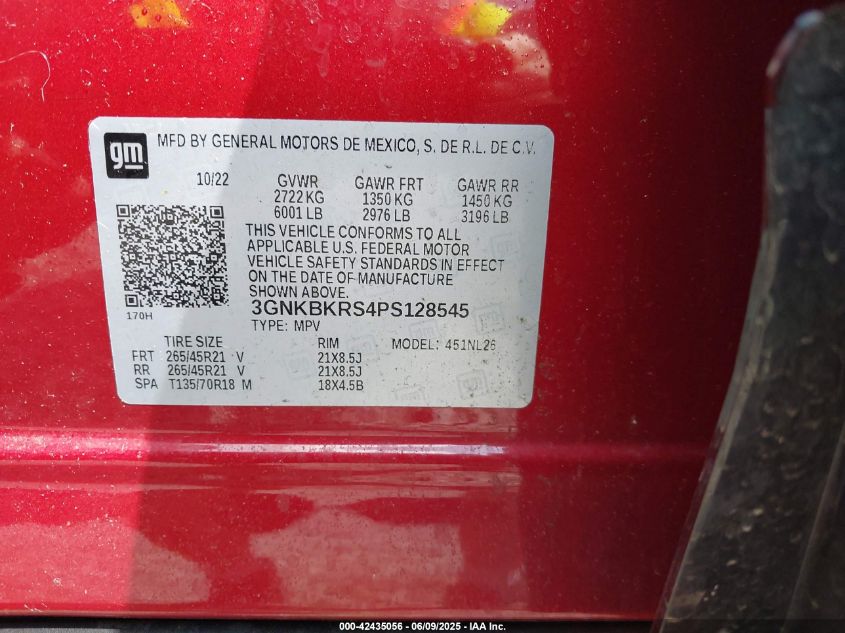 gm
MFD BY GENERAL MOTORS DE MEXICO, S. DE R.L. DE C.V.
10/22 GVWR GAWR FRT GAWR RR
2722 KG 1350 KG 1450 KG
6001 LB 2976 LB 3196 LB
THIS VEHICLE CONFORMS TO ALL
APPLICABLE U.S. FEDERAL MOTOR
VEHICLE SAFETY STANDARDS IN EFFECT
ON THE DATE OF MANUFACTURE
SHOWN ABOVE.
170H 3GNKBKRS4PS128545
TYPE: MPV
TIRE SIZE RIM MODEL: 451NL26
FRT 265/45R21 V 21X8.5J
RR 265/45R21 V 21X8.5J
SPA T135/70R18 M 18X4.5B
000-42435056 - 06/09/2025 - IAA Inc.